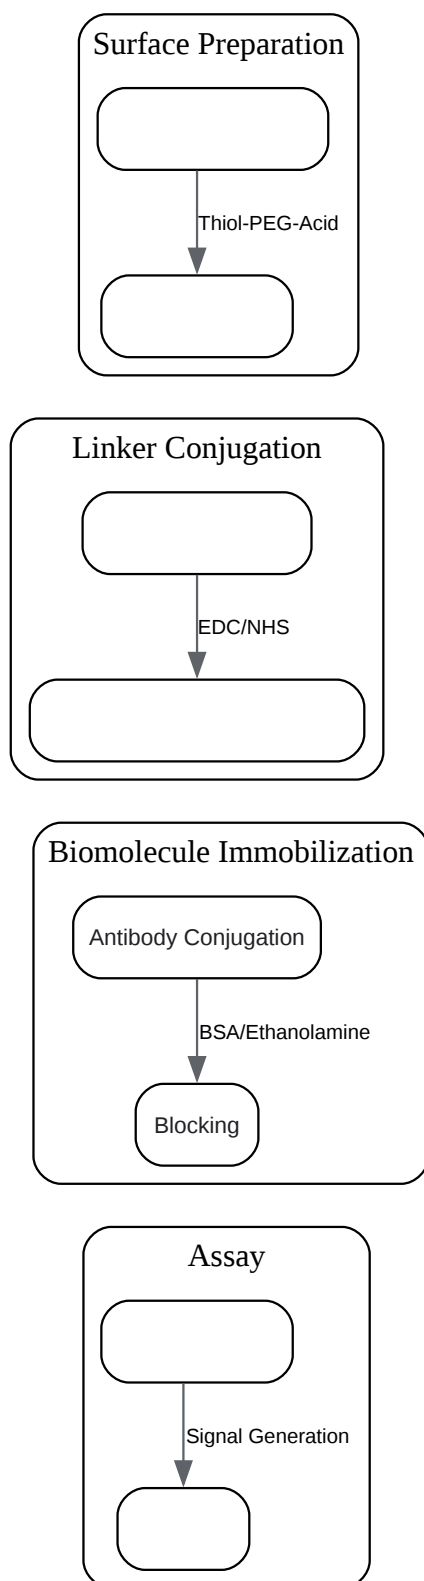 Surface Preparation
Thiol-PEG-Acid
Linker Conjugation
EDC/NHS
Biomolecule Immobilization
Antibody Conjugation
BSA/Ethanolamine
Blocking
Assay
Signal Generation